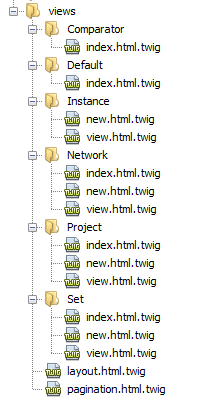 views
Comparator
index.html.twig
Default
index.html.twig
Instance
new.html.twig
view.html.twig
Network
index.html.twig
new.html.twig
view.html.twig
Project
index.html.twig
new.html.twig
view.html.twig
Set
index.html.twig
new.html.twig
view.html.twig
layout.html.twig
pagination.html.twig